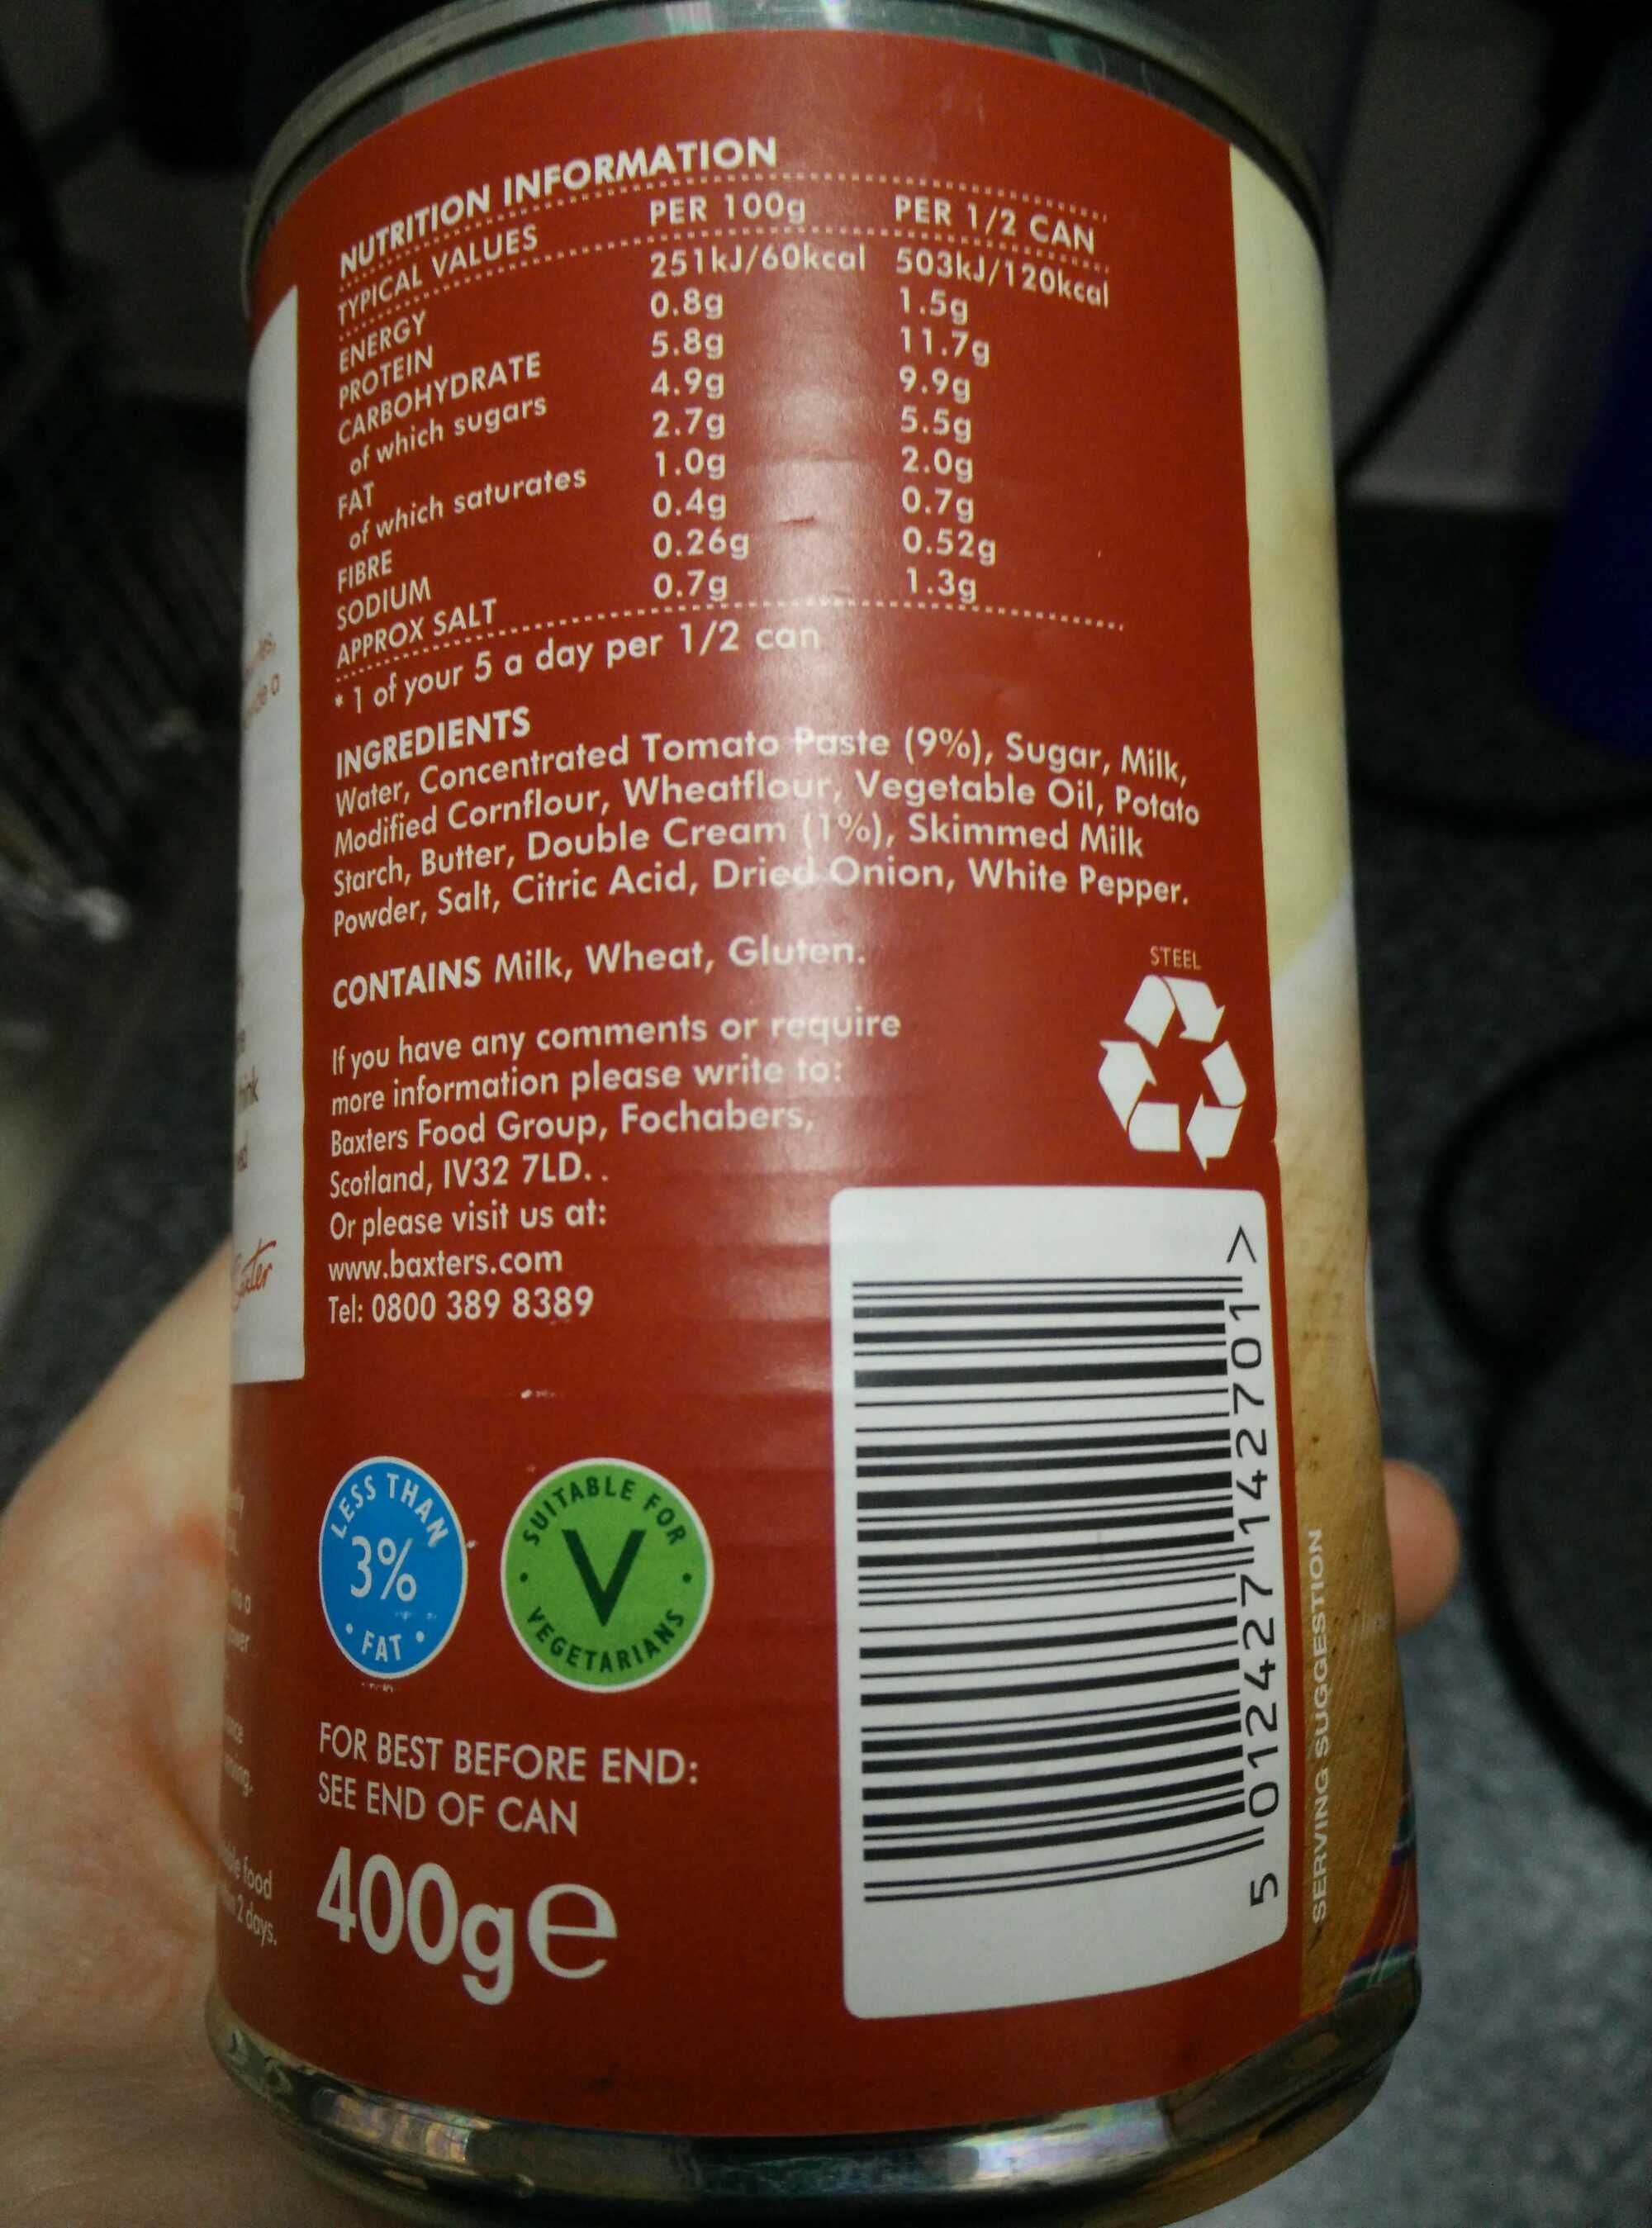 NUTRITION INFORMATION
TYPICAL VALUES PER 100g PER 1/2 CAN
ENERGY 251kJ/60kcal 503kJ/120kcal
PROTEIN 0.8g 1.5g
CARBOHYDRATE 5.8g 11.7g
of which sugars 4.9g 9.9g
FAT 2.7g 5.5g
of which saturates 1.0g 2.0g
FIBRE 0.4g 0.7g
SODIUM 0.26g 0.52g
APPROX SALT 0.7g 1.3g
* 1 of your 5 a day per 1/2 can
INGREDIENTS
Water, Concentrated Tomato Paste (9%), Sugar, Milk,
Modified Cornflour, Wheatflour, Vegetable Oil, Potato
Starch, Butter, Double Cream (1%), Skimmed Milk
Powder, Salt, Citric Acid, Dried Onion, White Pepper.
CONTAINS Milk, Wheat, Gluten.
STEEL
If you have any comments or require
more information please write to:
Baxters Food Group, Fochabers,
Scotland, IV32 7LD. .
Or please visit us at:
www.baxters.com
Tel: 0800 389 8389
LESS THAN
3%
• FAT •
SUITABLE FOR
V
• VEGETARIANS •
5 012427 142701 >
SERVING SUGGESTION
FOR BEST BEFORE END:
SEE END OF CAN
400ge
food
2 days.